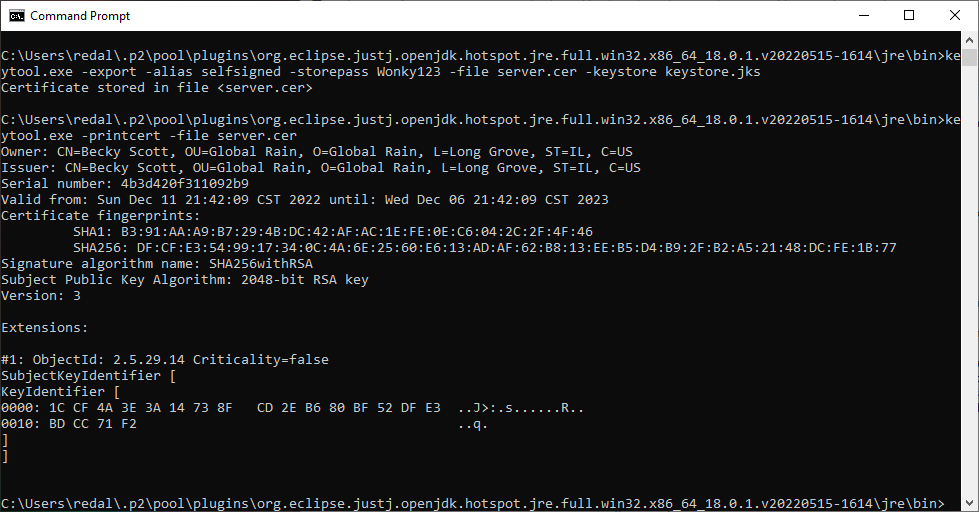 Command Prompt
C:\Users\redal\.p2\pool\plugins\org.eclipse.justj.openjdk.hotspot.jre.full.win32.x86_64_18.0.1.v20220515-1614\jre\bin>ke
ytool.exe -export -alias selfsigned -storepass Wonky123 -file server.cer -keystore keystore.jks
Certificate stored in file <server.cer>
C:\Users\redal\.p2\pool\plugins\org.eclipse.justj.openjdk.hotspot.jre.full.win32.x86_64_18.0.1.v20220515-1614\jre\bin>ke
ytool.exe -printcert -file server.cer
Owner: CN=Becky Scott, OU=Global Rain, O=Global Rain, L=Long Grove, ST=IL, C=US
Issuer: CN=Becky Scott, OU=Global Rain, O=Global Rain, L=Long Grove, ST=IL, C=US
Serial number: 4b3d420f311092b9
Valid from: Sun Dec 11 21:42:09 CST 2022 until: Wed Dec 06 21:42:09 CST 2023
Certificate fingerprints:
SHA1: B3:91:AA:A9:B7:29:4B:DC:42:AF:AC:1E:FE:0E:C6:04:2C:2F:4F:46
SHA256: DF:CF:E3:54:99:17:34:0C:4A:6E:25:60:E6:13:AD:AF:62:B8:13:EE:B5:D4:B9:2F:B2:A5:21:48:DC:FE:1B:77
Signature algorithm name: SHA256withRSA
Subject Public Key Algorithm: 2048-bit RSA key
Version: 3
Extensions:
#1: ObjectId: 2.5.29.14 Criticality=false
SubjectKeyIdentifier [
KeyIdentifier [
0000: 1C CF 4A 3E 3A 14 73 8F   CD 2E B6 80 BF 52 DF E3  ..J>:.s......R..
0010: BD CC 71 F2                                        ..q.
]
]
C:\Users\redal\.p2\pool\plugins\org.eclipse.justj.openjdk.hotspot.jre.full.win32.x86_64_18.0.1.v20220515-1614\jre\bin>